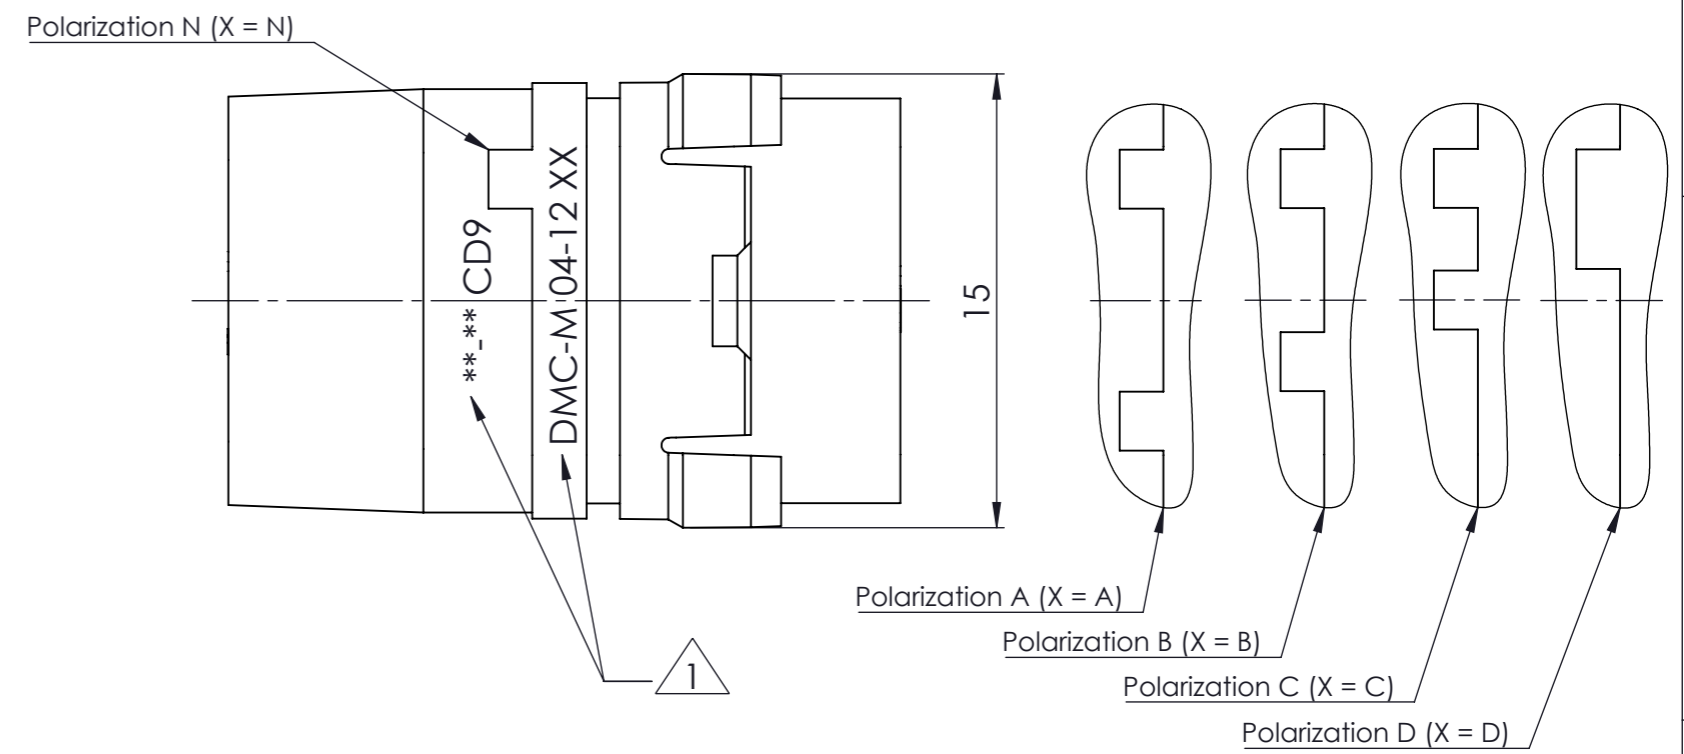 Polarization N (X = N)
**-*** CD9
DMC-M 04-12 XX
15
Polarization A (X = A)
Polarization B (X = B)
Polarization C (X = C)
Polarization D (X = D)
1